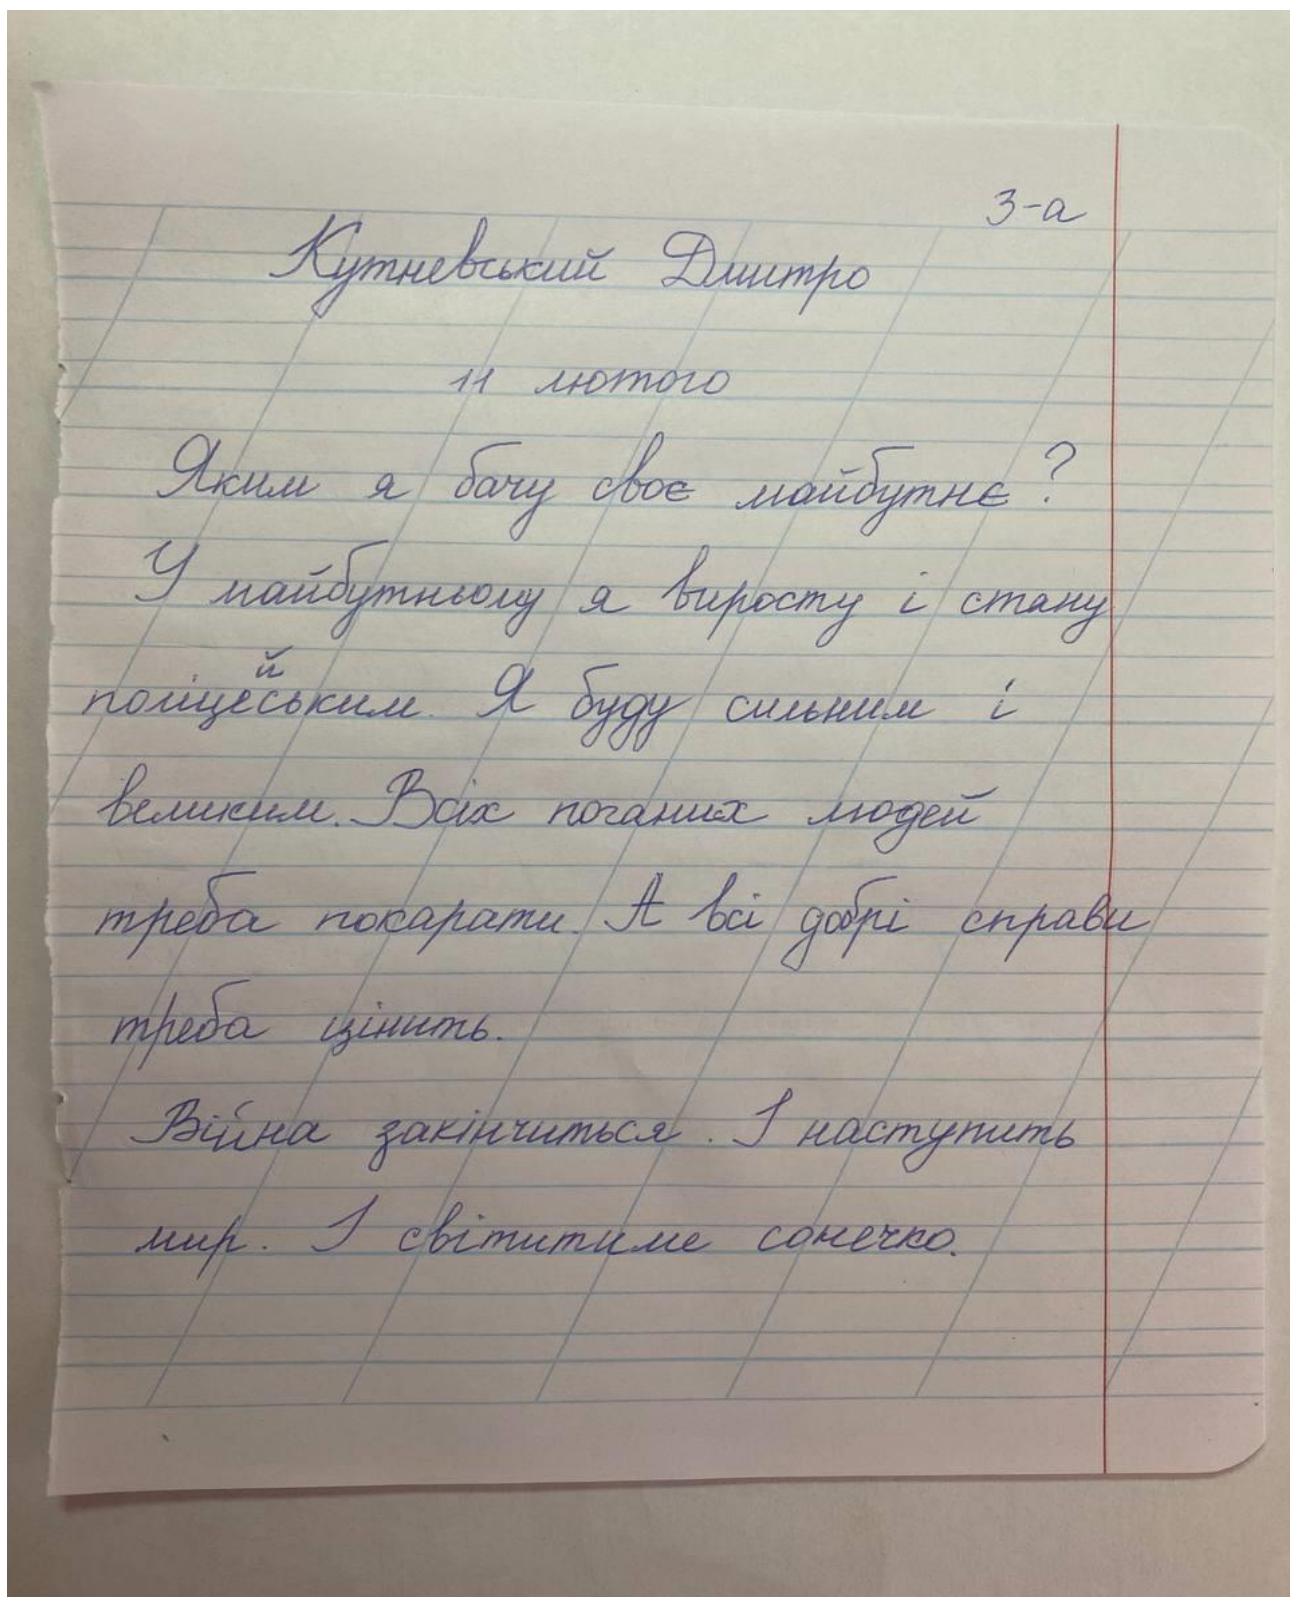 3-а
Кутневський Дмитро
11 лютого
Яким я бачу своє майбутнє?
У майбутньому я виросту і стану
поліцейським. Я буду сильним і
великим. Всіх поганих людей
треба покарати. А всі добрі справи
треба цінить.
Війна закінчиться. І наступить
мир. І світитиме сонечко.